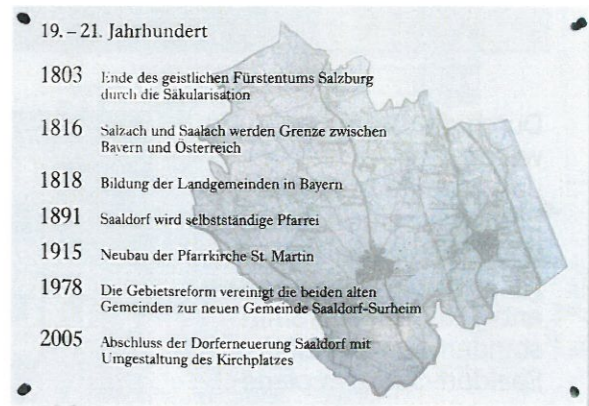 19. – 21. Jahrhundert
1803 Ende des geistlichen Fürstentums Salzburg
durch die Säkularisation
1816 Salzach und Saalach werden Grenze zwischen
Bayern und Österreich
1818 Bildung der Landgemeinden in Bayern
1891 Saaldorf wird selbstständige Pfarrei
1915 Neubau der Pfarrkirche St. Martin
1978 Die Gebietsreform vereinigt die beiden alten
Gemeinden zur neuen Gemeinde Saaldorf-Surheim
2005 Abschluss der Dorferneuerung Saaldorf mit
Umgestaltung des Kirchplatzes